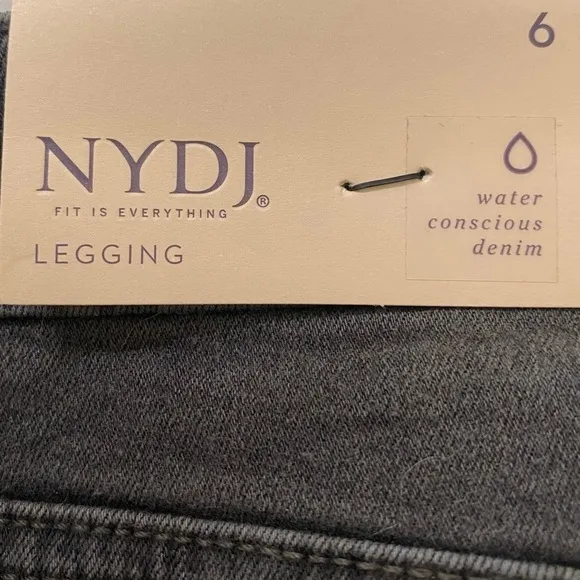 6
NYDJ®
FIT IS EVERYTHING
LEGGING
water
conscious
denim